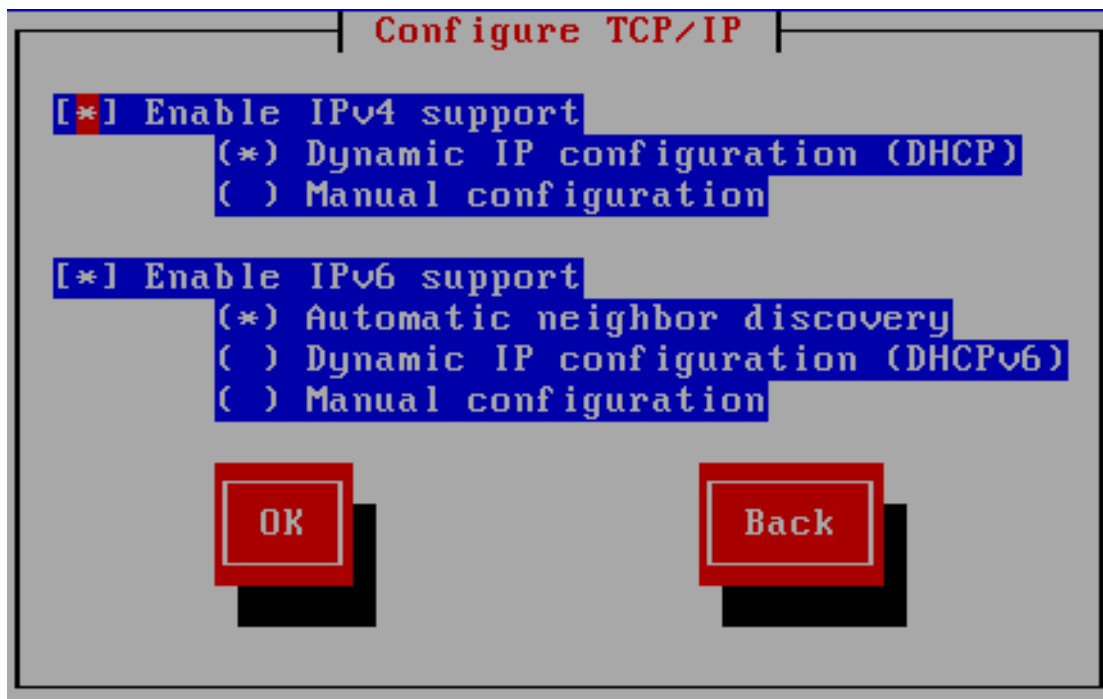 Configure TCP/IP
[*] Enable IPv4 support
(*) Dynamic IP configuration (DHCP)
( ) Manual configuration
[*] Enable IPv6 support
(*) Automatic neighbor discovery
( ) Dynamic IP configuration (DHCPv6)
( ) Manual configuration
OK Back